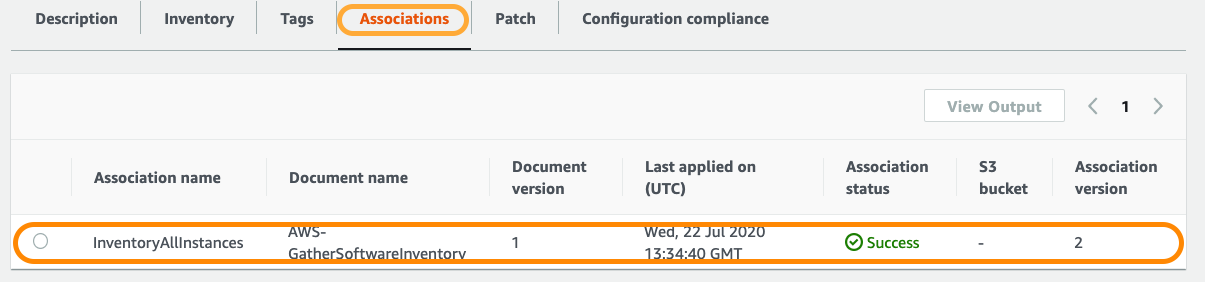 Description Inventory Tags Associations Patch Configuration compliance
View Output 1
Association name Document name Document version Last applied on (UTC) Association status S3 bucket Association version
InventoryAllInstances AWS-GatherSoftwareInventory 1 Wed, 22 Jul 2020 13:34:40 GMT Success - 2